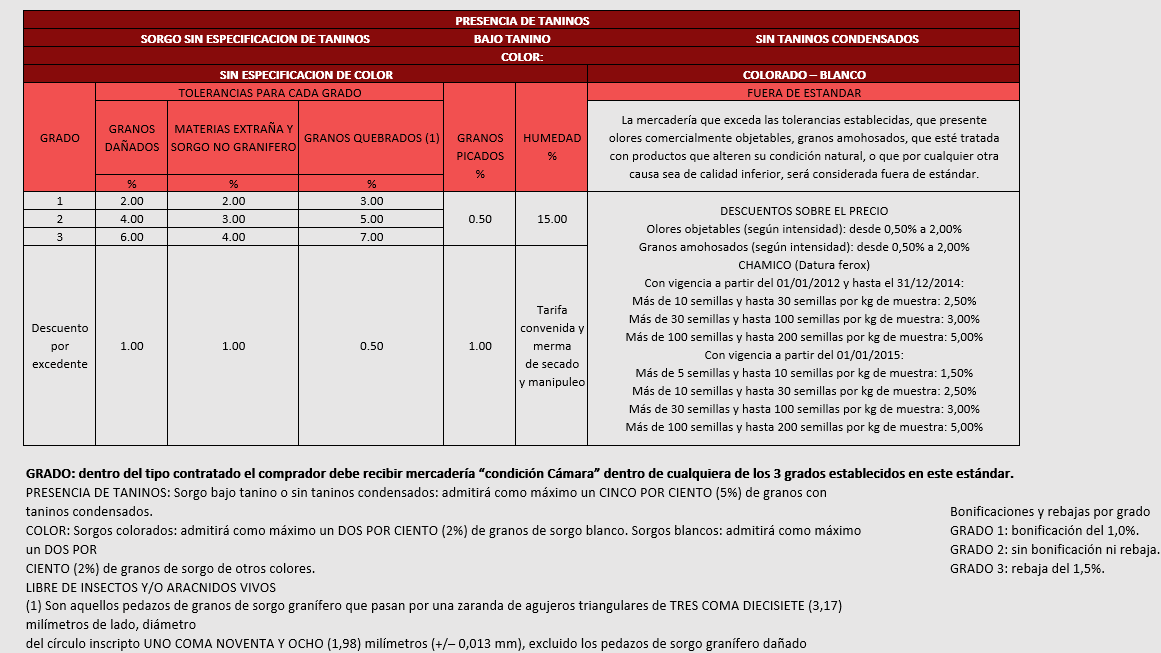 PRESENCIA DE TANINOS
SORGO SIN ESPECIFICACION DE TANINOS BAJO TANINO SIN TANINOS CONDENSADOS
COLOR:
SIN ESPECIFICACION DE COLOR COLORADO – BLANCO
TOLERANCIAS PARA CADA GRADO FUERA DE ESTANDAR
GRADO
GRANOS
DAÑADOS
MATERIAS EXTRAÑA Y
SORGO NO GRANIFERO
GRANOS QUEBRADOS (1)
GRANOS
PICADOS
%
HUMEDAD
%
% % %
La mercadería que exceda las tolerancias establecidas, que presente
olores comercialmente objetables, granos amohosados, que esté tratada
con productos que alteren su condición natural, o que por cualquier otra
causa sea de calidad inferior, será considerada fuera de estándar.
1 2.00 2.00 3.00
2 4.00 3.00 5.00 0.50 15.00
3 6.00 4.00 7.00
Descuento
por
excedente
1.00 1.00 0.50 1.00
Tarifa
convenida y
merma
de secado
y manipuleo
DESCUENTOS SOBRE EL PRECIO
Olores objetables (según intensidad): desde 0,50% a 2,00%
Granos amohosados (según intensidad): desde 0,50% a 2,00%
CHAMICO (Datura ferox)
Con vigencia a partir del 01/01/2012 y hasta el 31/12/2014:
Más de 10 semillas y hasta 30 semillas por kg de muestra: 2,50%
Más de 30 semillas y hasta 100 semillas por kg de muestra: 3,00%
Más de 100 semillas y hasta 200 semillas por kg de muestra: 5,00%
Con vigencia a partir del 01/01/2015:
Más de 5 semillas y hasta 10 semillas por kg de muestra: 1,50%
Más de 10 semillas y hasta 30 semillas por kg de muestra: 2,50%
Más de 30 semillas y hasta 100 semillas por kg de muestra: 3,00%
Más de 100 semillas y hasta 200 semillas por kg de muestra: 5,00%
GRADO: dentro del tipo contratado el comprador debe recibir mercadería “condición Cámara” dentro de cualquiera de los 3 grados establecidos en este estándar.
PRESENCIA DE TANINOS: Sorgo bajo tanino o sin taninos condensados: admitirá como máximo un CINCO POR CIENTO (5%) de granos con
taninos condensados.
COLOR: Sorgos colorados: admitirá como máximo un DOS POR CIENTO (2%) de granos de sorgo blanco. Sorgos blancos: admitirá como máximo
un DOS POR
CIENTO (2%) de granos de sorgo de otros colores.
LIBRE DE INSECTOS Y/O ARACNIDOS VIVOS
(1) Son aquellos pedazos de granos de sorgo granífero que pasan por una zaranda de agujeros triangulares de TRES COMA DIECISIETE (3,17)
milímetros de lado, diámetro
del círculo inscripto UNO COMA NOVENTA Y OCHO (1,98) milímetros (+/– 0,013 mm), excluido los pedazos de sorgo granífero dañado
Bonificaciones y rebajas por grado
GRADO 1: bonificación del 1,0%.
GRADO 2: sin bonificación ni rebaja.
GRADO 3: rebaja del 1,5%.